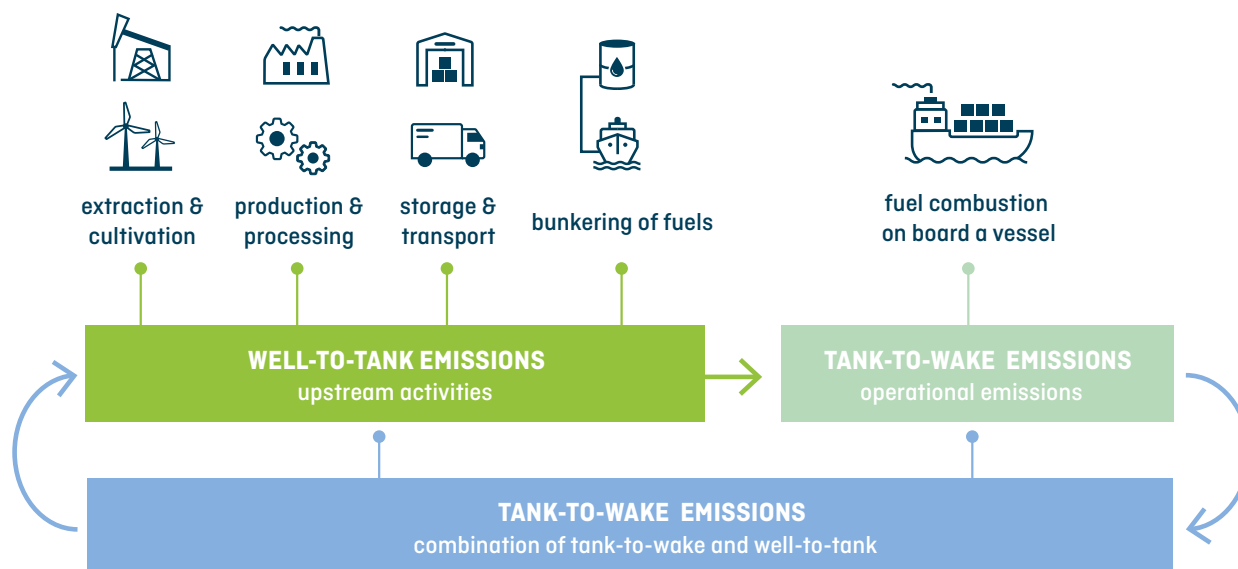 extraction &
cultivation
production &
processing
storage &
transport
bunkering of fuels
fuel combustion
on board a vessel
WELL-TO-TANK EMISSIONS
upstream activities
TANK-TO-WAKE EMISSIONS
operational emissions
TANK-TO-WAKE EMISSIONS
combination of tank-to-wake and well-to-tank